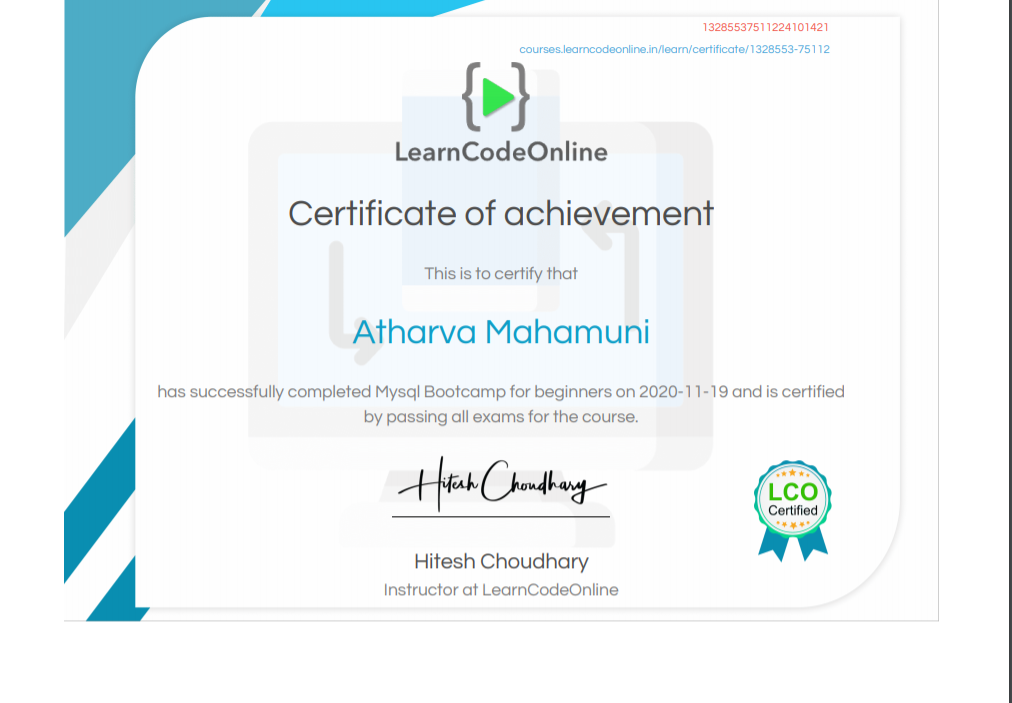 13285537511224101421
courses.learncodeonline.in/learn/certificate/1328553-75112
LearnCodeOnline
Certificate of achievement
This is to certify that
Atharva Mahamuni
has successfully completed Mysql Bootcamp for beginners on 2020-11-19 and is certified
by passing all exams for the course.
Hitesh Choudhary
LCO
Certified
Hitesh Choudhary
Instructor at LearnCodeOnline